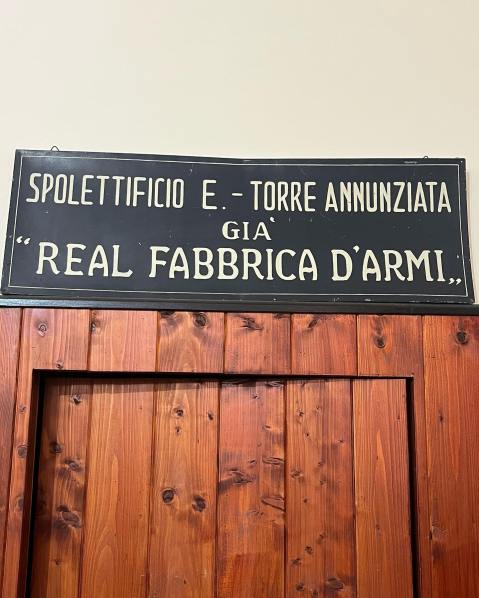 SPOLETTIFICIO E. - TORRE ANNUNZIATA
GIA'
“REAL FABBRICA D'ARMI„